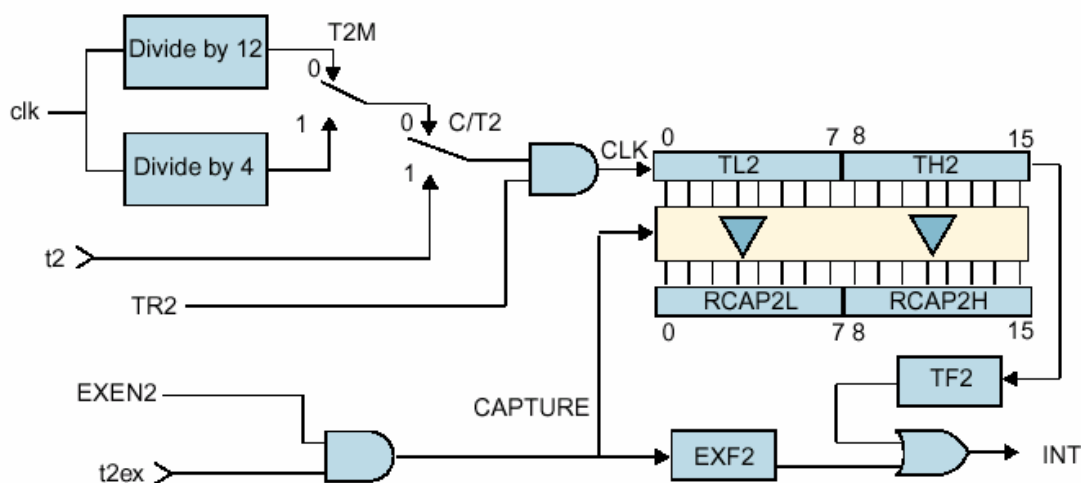 T2M
Divide by 12
0
clk
1
0
C/T2
Divide by 4
1
CLK
0
7
8
15
TL2
TH2
t2
TR2
RCAP2L
RCAP2H
0
7
8
15
EXEN2
CAPTURE
TF2
t2ex
EXF2
INT